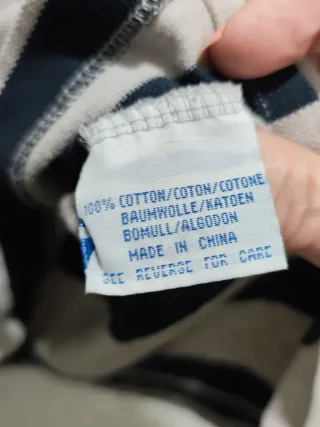 100% COTTON/COTON/COTONE
BAUMWOLLE/KATOEN
BOMULL/ALGODON
MADE IN CHINA
SEE REVERSE FOR CARE